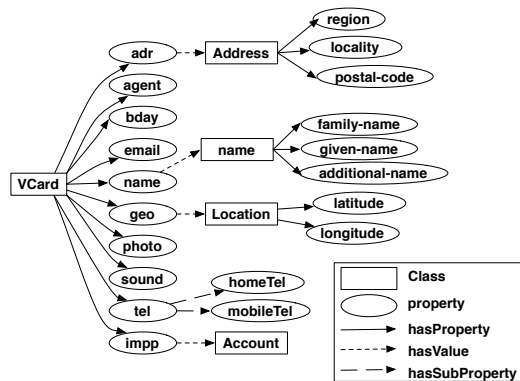 VCard
adr
agent
bday
email
name
geo
photo
sound
tel
impp
Address
region
locality
postal-code
name
family-name
given-name
additional-name
Location
latitude
longitude
homeTel
mobileTel
Account
Class
property
hasProperty
hasValue
hasSubProperty